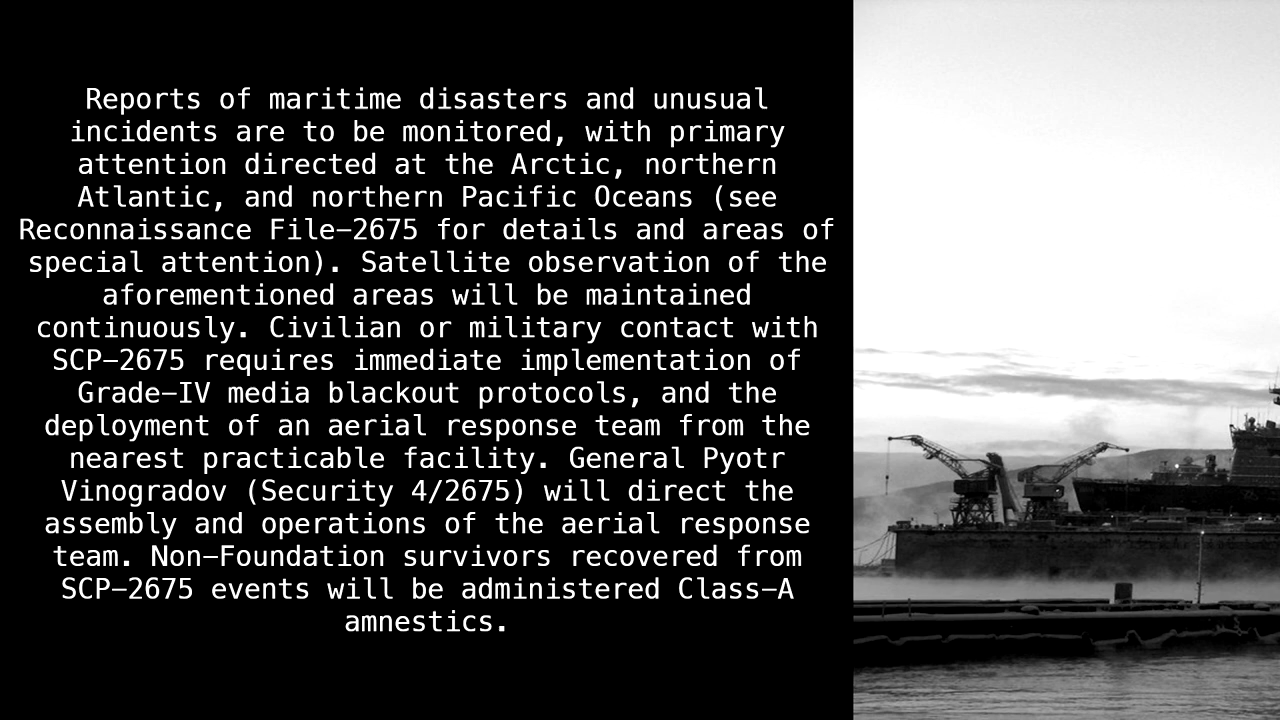 Reports of maritime disasters and unusual
incidents are to be monitored, with primary
attention directed at the Arctic, northern
Atlantic, and northern Pacific Oceans (see
Reconnaissance File-2675 for details and areas of
special attention). Satellite observation of the
aforementioned areas will be maintained
continuously. Civilian or military contact with
SCP-2675 requires immediate implementation of
Grade-IV media blackout protocols, and the
deployment of an aerial response team from the
nearest practicable facility. General Pyotr
Vinogradov (Security 4/2675) will direct the
assembly and operations of the aerial response
team. Non-Foundation survivors recovered from
SCP-2675 events will be administered Class-A
amnestics.